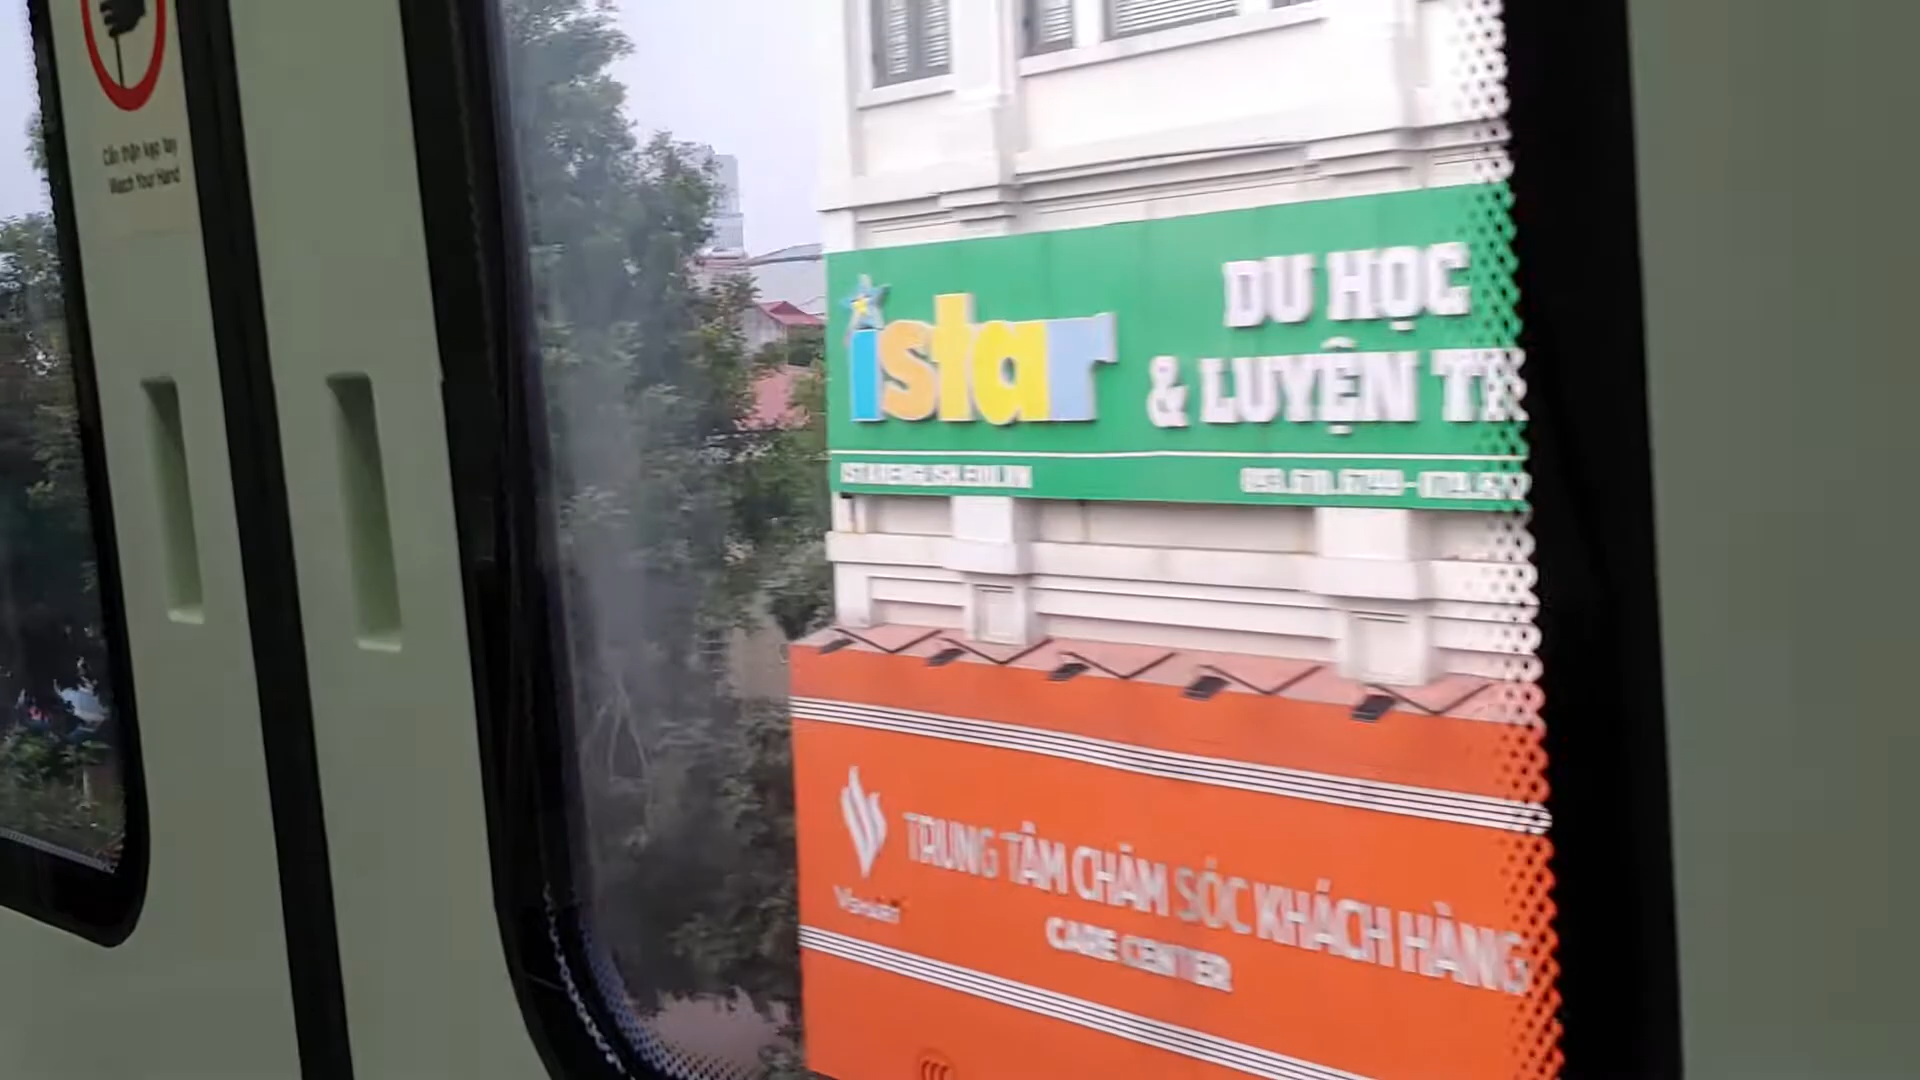 Cẩn thận kẹp tay
Watch Your Hand
istar
DU HỌC
& LUYỆN
TRUNG TÂM CHĂM SÓC KHÁCH HÀNG
CARE CENTER